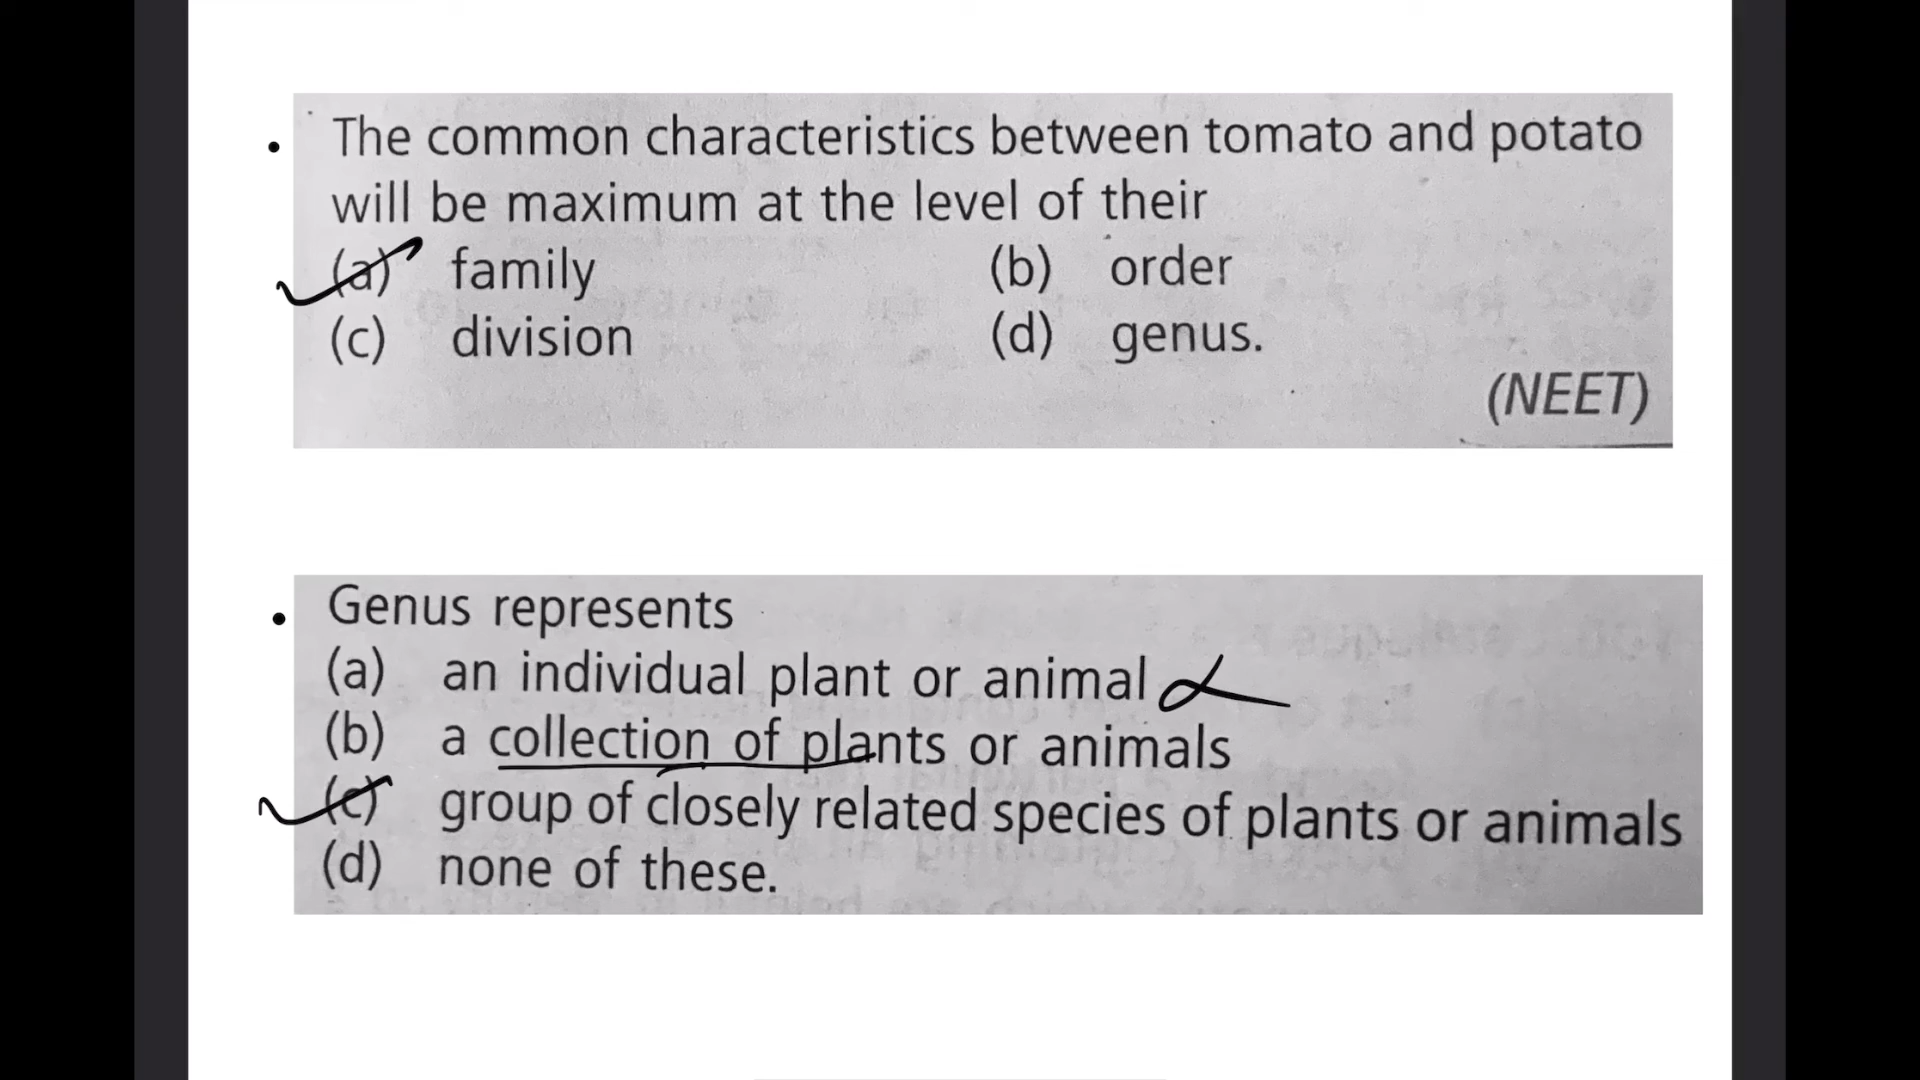 • The common characteristics between tomato and potato
will be maximum at the level of their
(a) family (b) order
(c) division (d) genus.
(NEET)
• Genus represents
(a) an individual plant or animal
(b) a collection of plants or animals
(c) group of closely related species of plants or animals
(d) none of these.